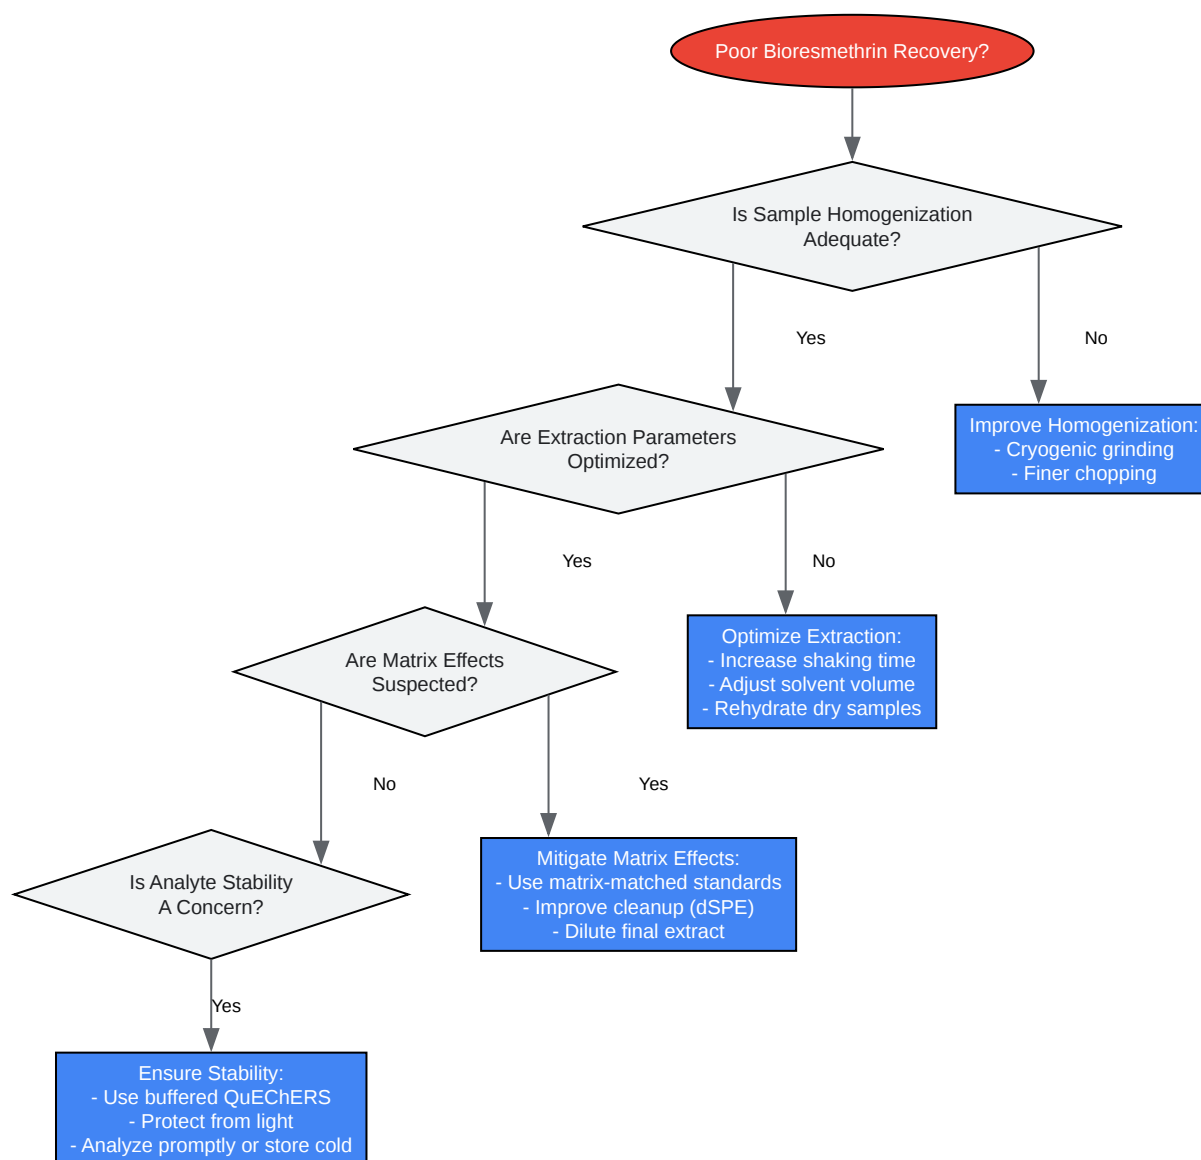 Poor Bioresmethrin Recovery?
Is Sample Homogenization
Adequate?
Yes
No
Are Extraction Parameters
Optimized?
Improve Homogenization:
- Cryogenic grinding
- Finer chopping
Yes
No
Are Matrix Effects
Suspected?
Optimize Extraction:
- Increase shaking time
- Adjust solvent volume
- Rehydrate dry samples
No
Yes
Is Analyte Stability
A Concern?
Mitigate Matrix Effects:
- Use matrix-matched standards
- Improve cleanup (dSPE)
- Dilute final extract
Yes
Ensure Stability:
- Use buffered QuEChERS
- Protect from light
- Analyze promptly or store cold